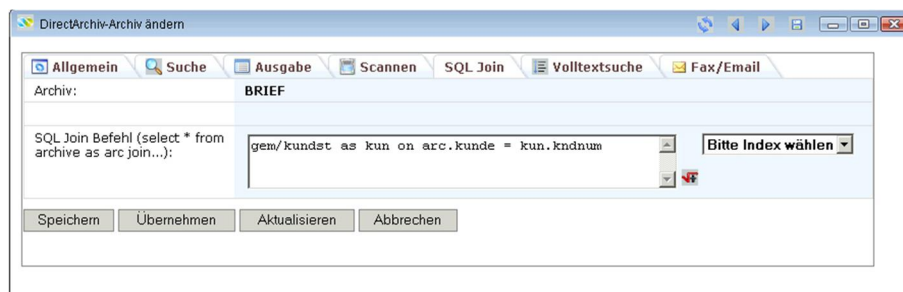 DirectArchiv-Archiv ändern
Allgemein Suche Ausgabe Scannen SQL Join Volltextsuche Fax/Email
Archiv: BRIEF
SQL Join Befehl (select * from
archive as arc join...):
gem/kundst as kun on arc.kunde = kun.kndnum
Bitte Index wählen
Speichern Übernehmen Aktualisieren Abbrechen